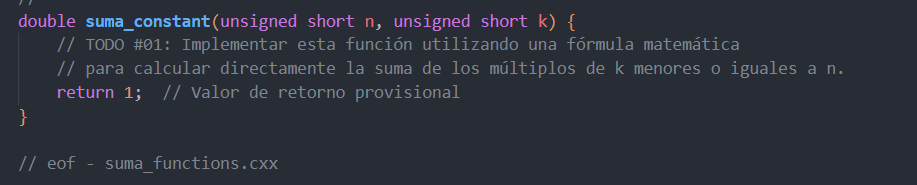 //
double suma_constant(unsigned short n, unsigned short k) {
    // TODO #01: Implementar esta función utilizando una fórmula matemática
    // para calcular directamente la suma de los múltiplos de k menores o iguales a n.
    return 1;  // Valor de retorno provisional
}
// eof - suma_functions.cxx